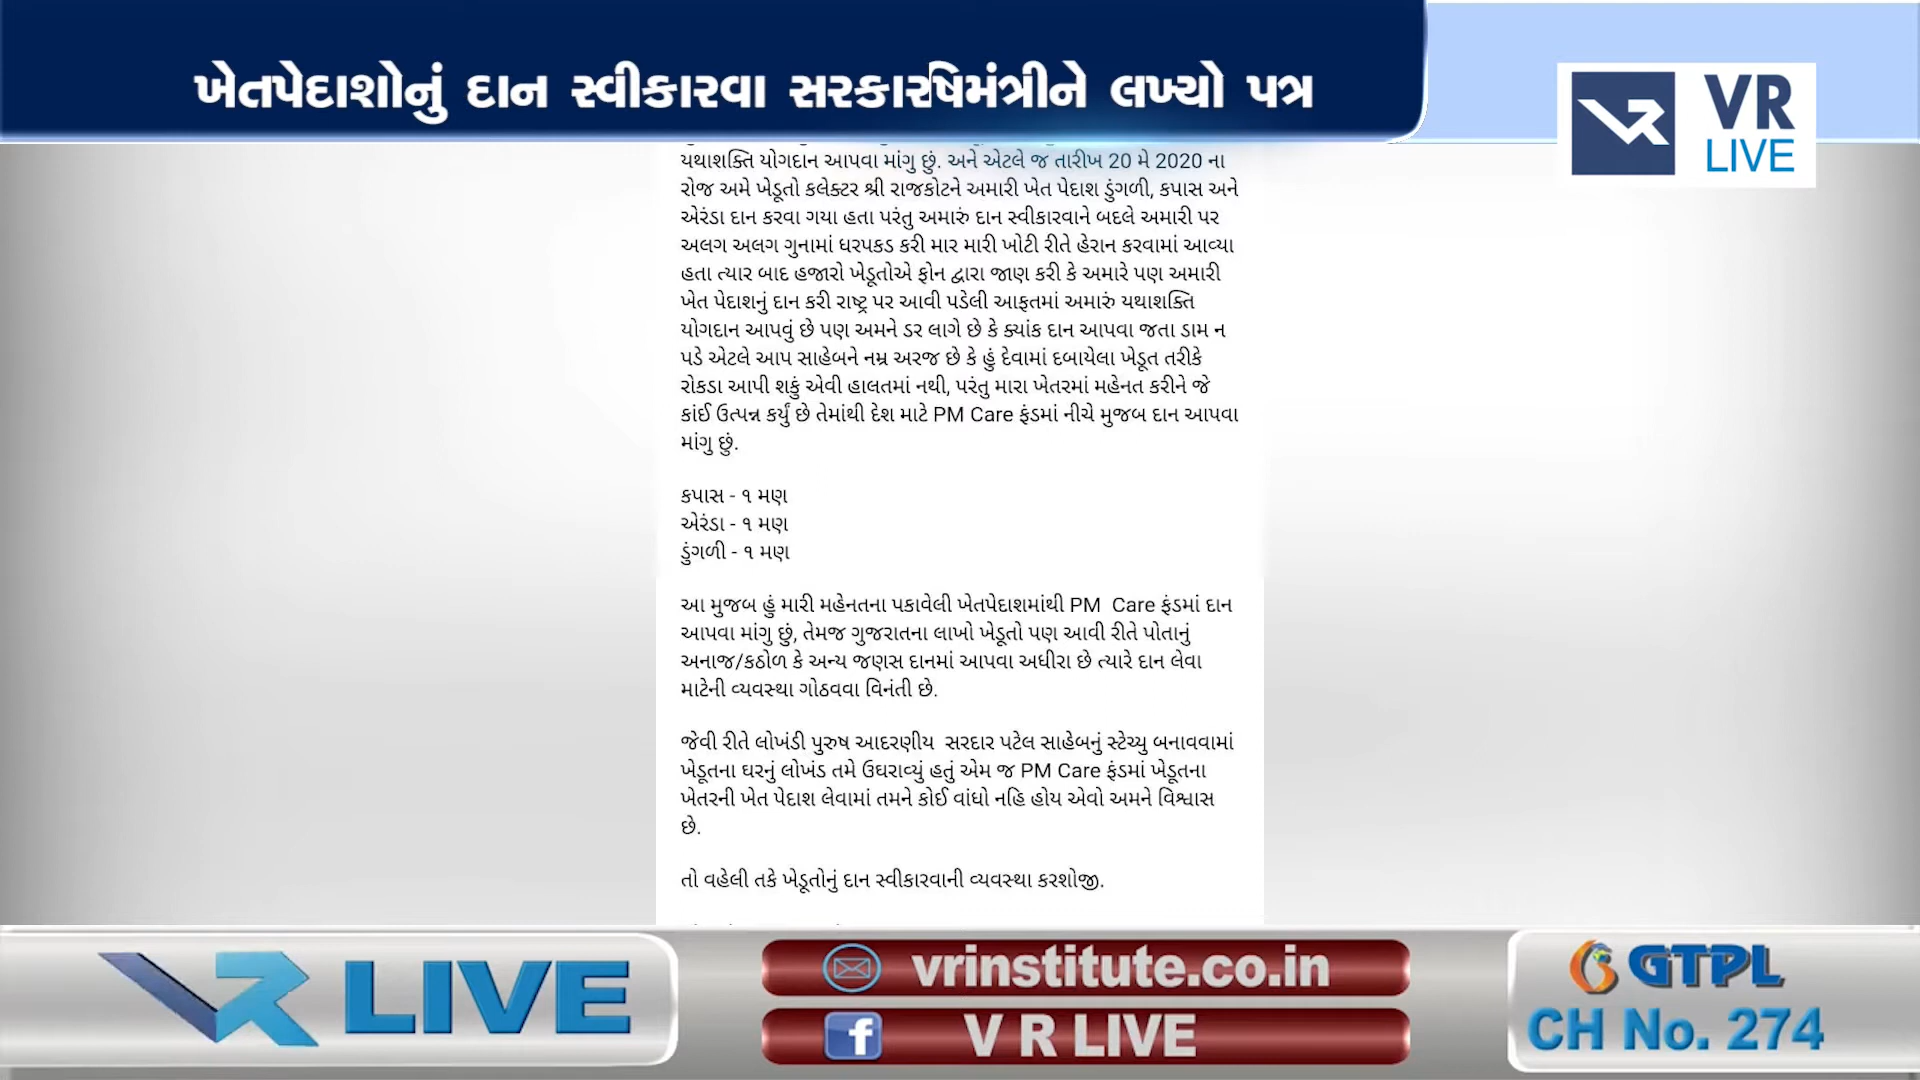 ખેતપેદાશોનું દાન સ્વીકારવા સરકારષિમંત્રીને લખ્યો પત્ર
VR
LIVE
યથાશક્તિ યોગદાન આપવા માંગુ છું. અને એટલે જ તારીખ 20 મે 2020 ના
રોજ અમે ખેડૂતો કલેક્ટર શ્રી રાજકોટને અમારી ખેત પેદાશ ડુંગળી, કપાસ અને
એરંડા દાન કરવા ગયા હતા પરંતુ અમારું દાન સ્વીકારવાને બદલે અમારી પર
અલગ અલગ ગુનામાં ધરપકડ કરી માર મારી ખોટી રીતે હેરાન કરવામાં આવ્યા
હતા ત્યાર બાદ હજારો ખેડૂતોએ ફોન દ્વારા જાણ કરી કે અમારે પણ અમારી
ખેત પેદાશનું દાન કરી રાષ્ટ્ર પર આવી પડેલી આફતમાં અમારું યથાશક્તિ
યોગદાન આપવું છે પણ અમને ડર લાગે છે કે ક્યાંક દાન આપવા જતા ડામ ન
પડે એટલે આપ સાહેબને નમ્ર અરજ છે કે હું દેવામાં દબાયેલા ખેડૂત તરીકે
રોકડા આપી શકું એવી હાલતમાં નથી, પરંતુ મારા ખેતરમાં મહેનત કરીને જે
કાંઈ ઉત્પન્ન કર્યું છે તેમાંથી દેશ માટે PM Care ફંડમાં નીચે મુજબ દાન આપવા
માંગુ છું.
કપાસ - ૧ મણ
એરંડા - ૧ મણ
ડુંગળી - ૧ મણ
આ મુજબ હું મારી મહેનતના પકાવેલી ખેતપેદાશમાંથી PM Care ફંડમાં દાન
આપવા માંગુ છું, તેમજ ગુજરાતના લાખો ખેડૂતો પણ આવી રીતે પોતાનું
અનાજ/કઠોળ કે અન્ય જણસ દાનમાં આપવા અધીરા છે ત્યારે દાન લેવા
માટેની વ્યવસ્થા ગોઠવવા વિનંતી છે.
જેવી રીતે લોખંડી પુરુષ આદરણીય સરદાર પટેલ સાહેબનું સ્ટેચ્યુ બનાવવામાં
ખેડૂતના ઘરનું લોખંડ તમે ઉઘરાવ્યું હતું એમ જ PM Care ફંડમાં ખેડૂતના
ખેતરની ખેત પેદાશ લેવામાં તમને કોઈ વાંધો નહિ હોય એવો અમને વિશ્વાસ
છે.
તો વહેલી તકે ખેડૂતોનું દાન સ્વીકારવાની વ્યવસ્થા કરશોજી.
VR LIVE
vrinstitute.co.in
V R LIVE
GTPL
CH No. 274